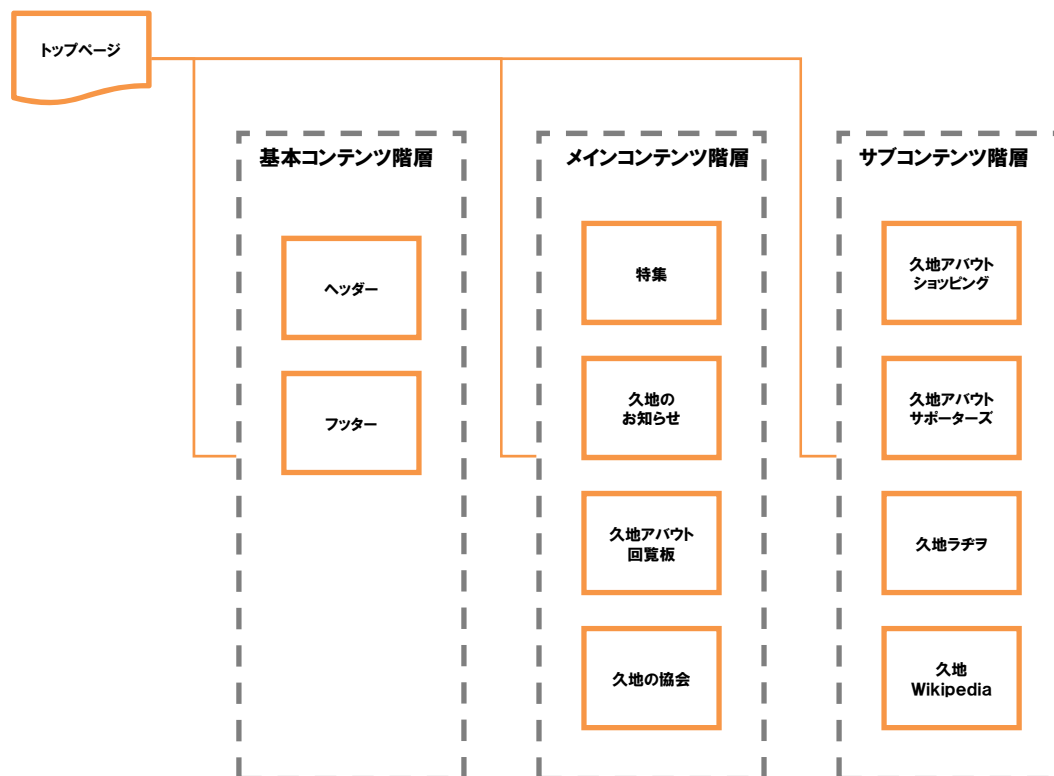 トップページ
基本コンテンツ階層
ヘッダー
フッター
メインコンテンツ階層
特集
久地の
お知らせ
久地アバウト
回覧板
久地の協会
サブコンテンツ階層
久地アバウト
ショッピング
久地アバウト
サポーターズ
久地ラヂヲ
久地
Wikipedia